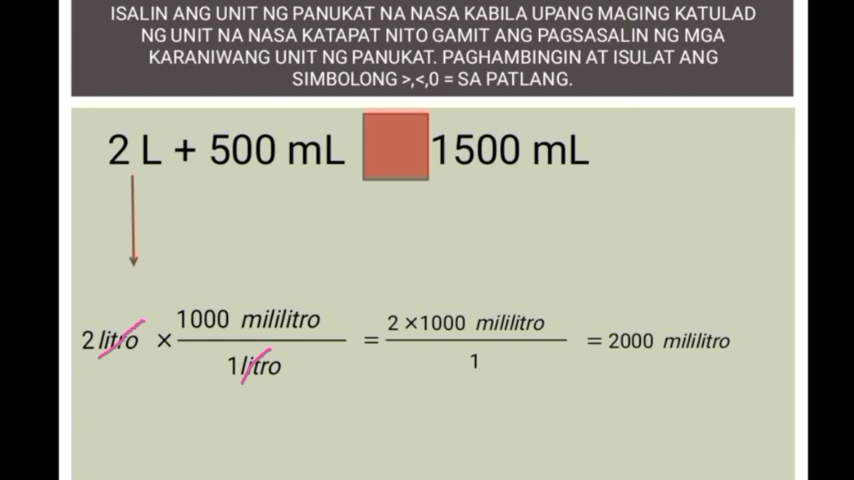 ISALIN ANG UNIT NG PANUKAT NA NASA KABILA UPANG MAGING KATULAD
NG UNIT NA NASA KATAPAT NITO GAMIT ANG PAGSASALIN NG MGA
KARANIWANG UNIT NG PANUKAT. PAGHAMBINGIN AT ISULAT ANG
SIMBOLONG >,<,0 = SA PATLANG.
2 L + 500 mL 1500 mL
2 litro × 1000 mililitro / 1 litro = 2 ×1000 mililitro / 1 = 2000 mililitro